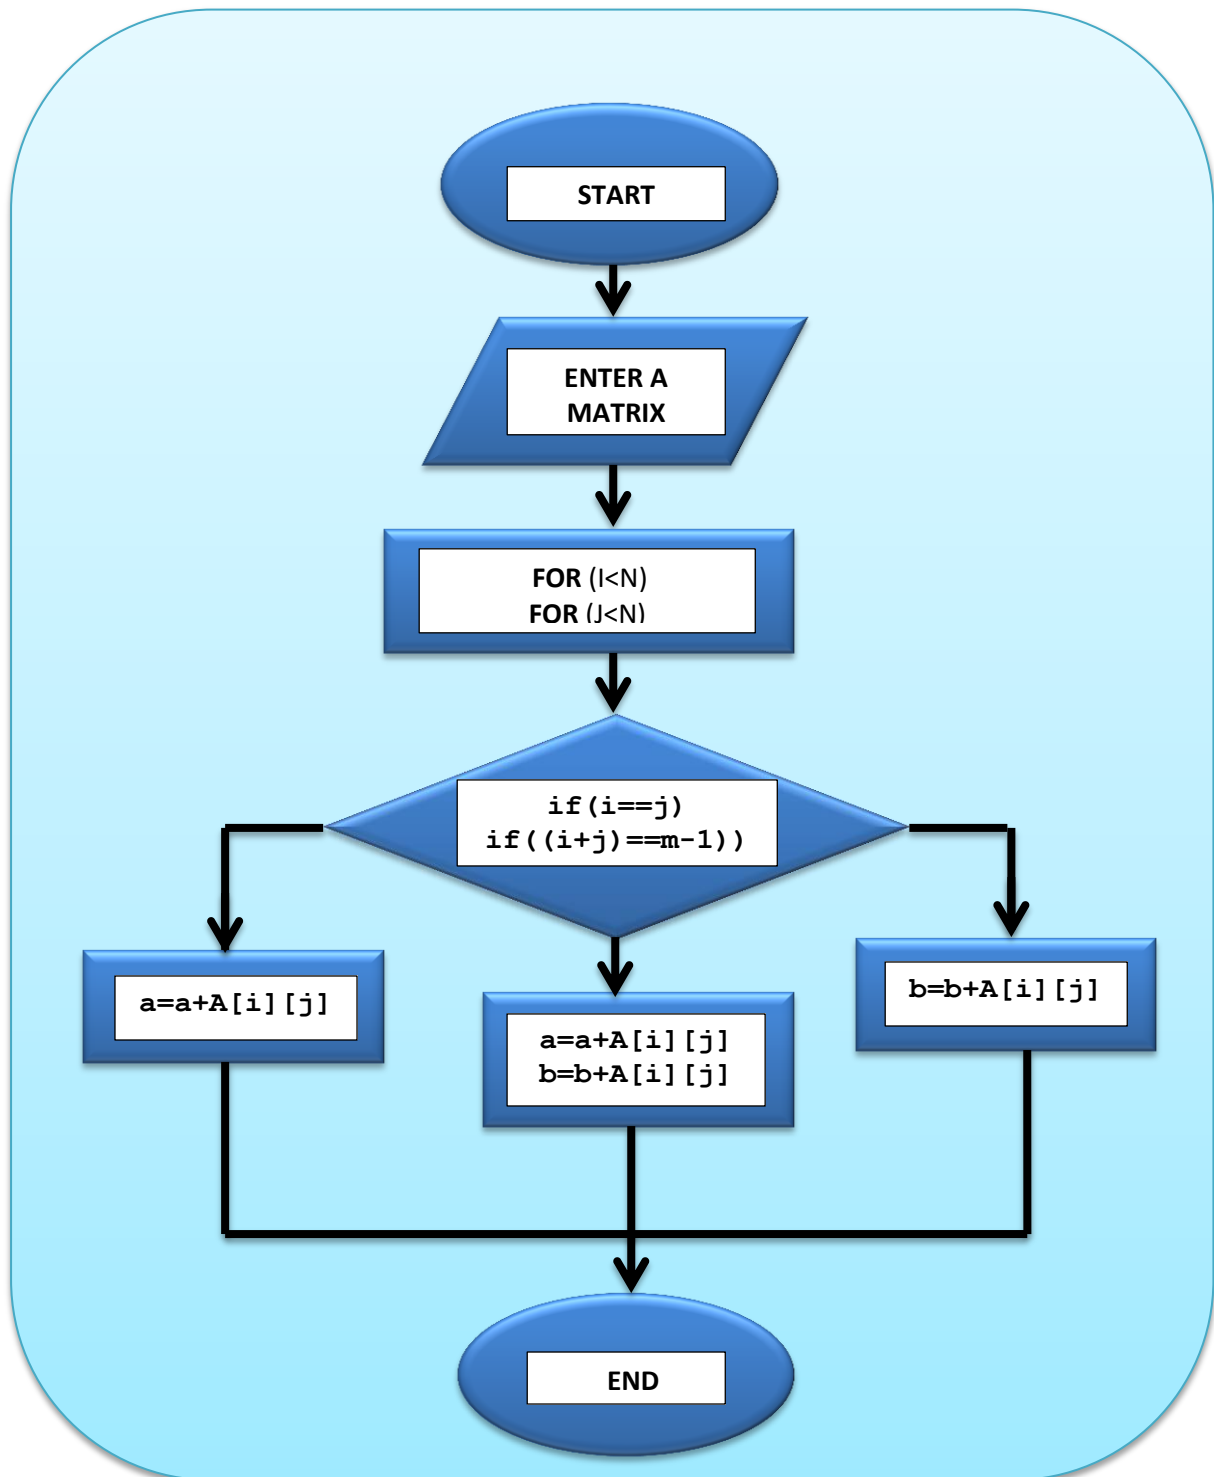 START
ENTER A
MATRIX
FOR (I<N)
FOR (J<N)
if(i==j)
if((i+j)==m-1))
a=a+A[i][j]
a=a+A[i][j]
b=b+A[i][j]
b=b+A[i][j]
END